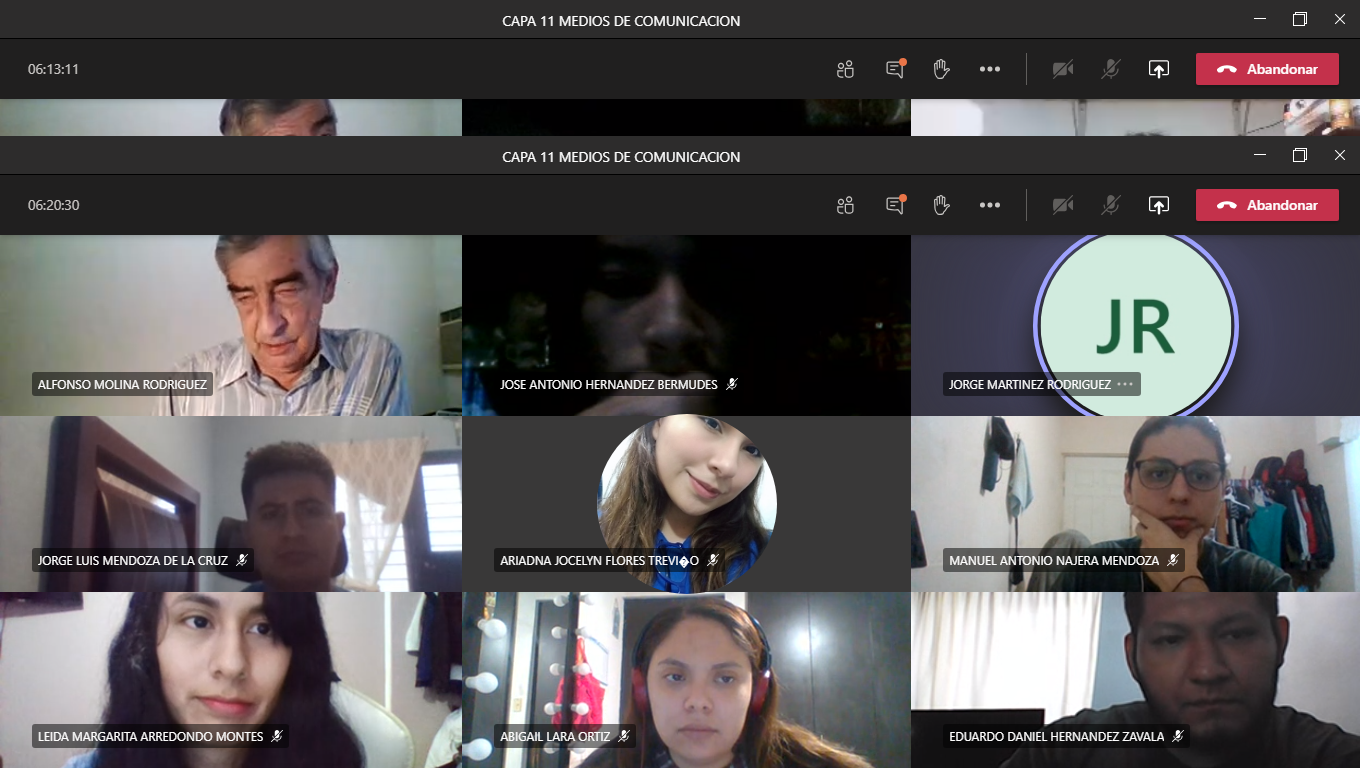 CAPA 11 MEDIOS DE COMUNICACION
06:13:11
Abandonar
CAPA 11 MEDIOS DE COMUNICACION
06:20:30
Abandonar
JR
ALFONSO MOLINA RODRIGUEZ
JOSE ANTONIO HERNANDEZ BERMUDES
JORGE MARTINEZ RODRIGUEZ
JORGE LUIS MENDOZA DE LA CRUZ
ARIADNA JOCELYN FLORES TREVI�O
MANUEL ANTONIO NAJERA MENDOZA
LEIDA MARGARITA ARREDONDO MONTES
ABIGAIL LARA ORTIZ
EDUARDO DANIEL HERNANDEZ ZAVALA